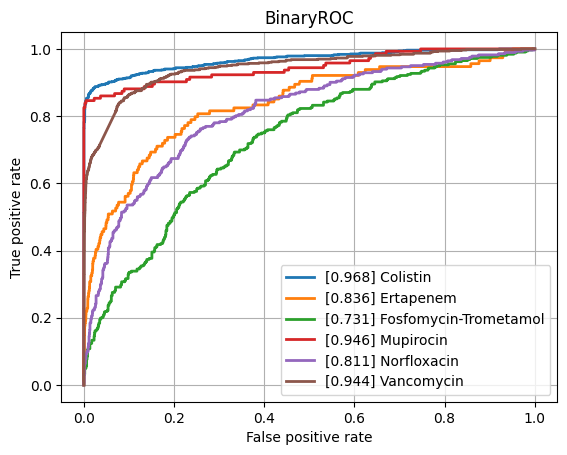 BinaryROC
True positive rate
1.0
0.8
0.6
0.4
0.2
0.0
[0.968] Colistin
[0.836] Ertapenem
[0.731] Fosfomycin-Trometamol
[0.946] Mupirocin
[0.811] Norfloxacin
[0.944] Vancomycin
0.0 0.2 0.4 0.6 0.8 1.0
False positive rate